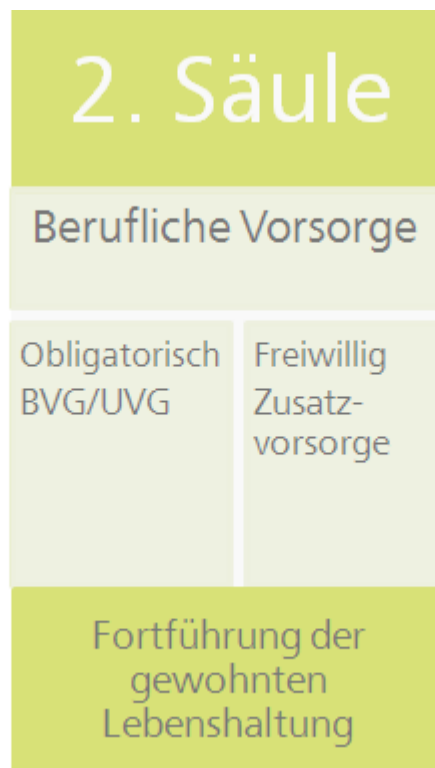 2. Säule
Berufliche Vorsorge
Obligatorisch
BVG/UVG
Freiwillig
Zusatz-
vorsorge
Fortführung der
gewohnten
Lebenshaltung